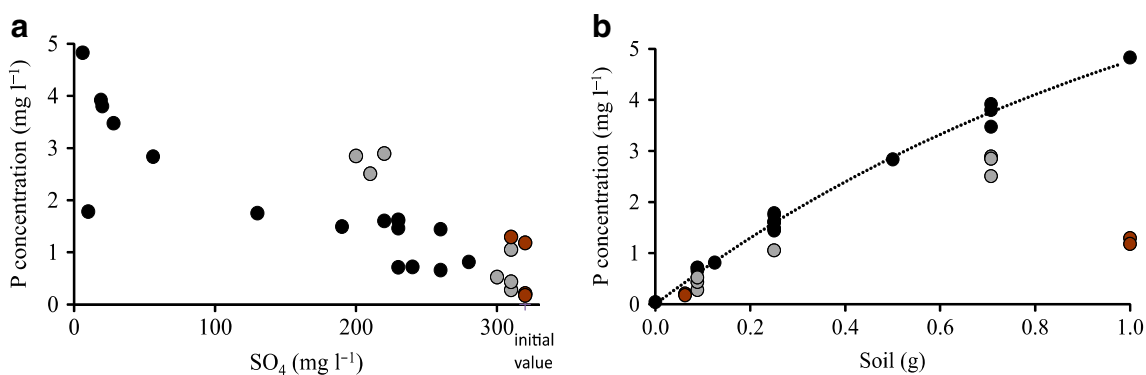 a
5
4
3
2
1
0
P concentration (mg l⁻¹)
0 100 200 300
initial
value
SO₄ (mg l⁻¹)
b
5
4
3
2
1
0
P concentration (mg l⁻¹)
0.0 0.2 0.4 0.6 0.8 1.0
Soil (g)